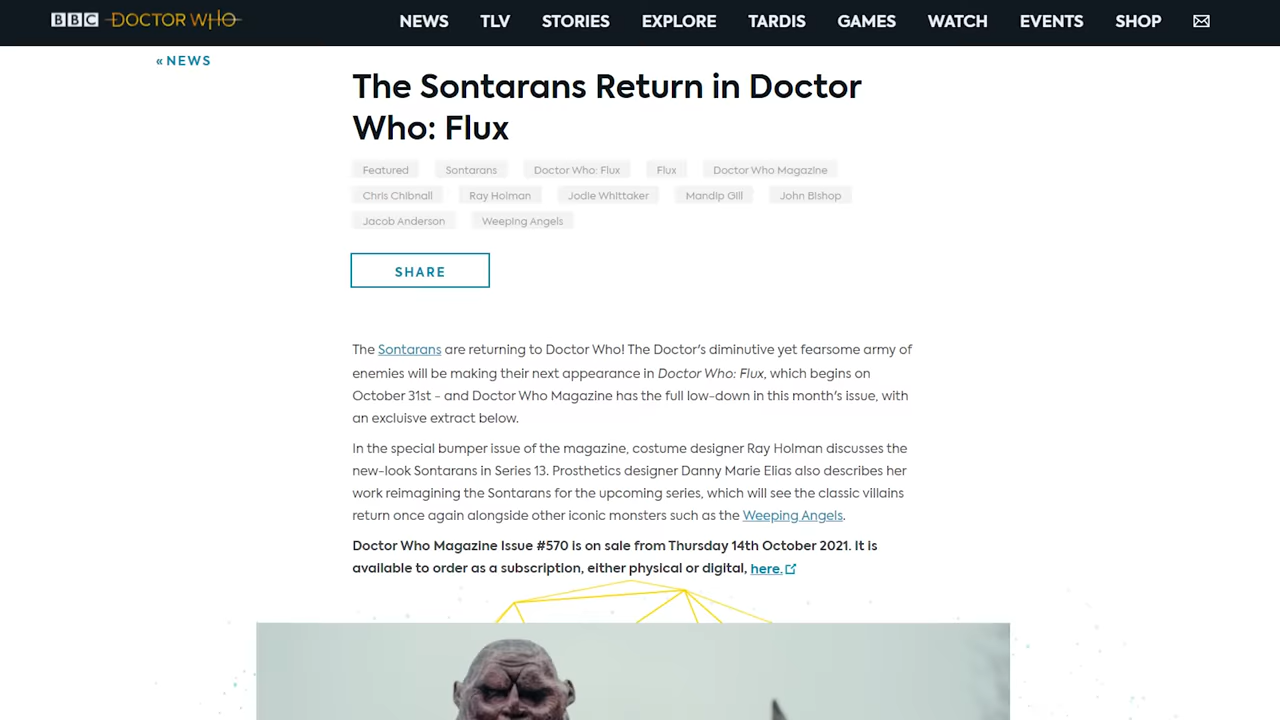 BBC DOCTOR WHO NEWS TLV STORIES EXPLORE TARDIS GAMES WATCH EVENTS SHOP
« NEWS
The Sontarans Return in Doctor
Who: Flux
Featured Sontarans Doctor Who: Flux Flux Doctor Who Magazine
Chris Chibnall Ray Holman Jodie Whittaker Mandip Gill John Bishop
Jacob Anderson Weeping Angels
SHARE
The Sontarans are returning to Doctor Who! The Doctor's diminutive yet fearsome army of
enemies will be making their next appearance in Doctor Who: Flux, which begins on
October 31st - and Doctor Who Magazine has the full low-down in this month's issue, with
an excluisve extract below.
In the special bumper issue of the magazine, costume designer Ray Holman discusses the
new-look Sontarans in Series 13. Prosthetics designer Danny Marie Elias also describes her
work reimagining the Sontarans for the upcoming series, which will see the classic villains
return once again alongside other iconic monsters such as the Weeping Angels.
Doctor Who Magazine Issue #570 is on sale from Thursday 14th October 2021. It is
available to order as a subscription, either physical or digital, here.